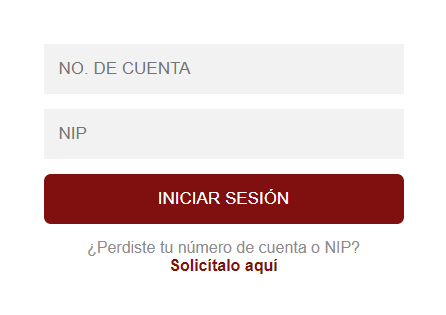 NO. DE CUENTA
NIP
INICIAR SESIÓN
¿Perdiste tu número de cuenta o NIP?
Solicítalo aquí